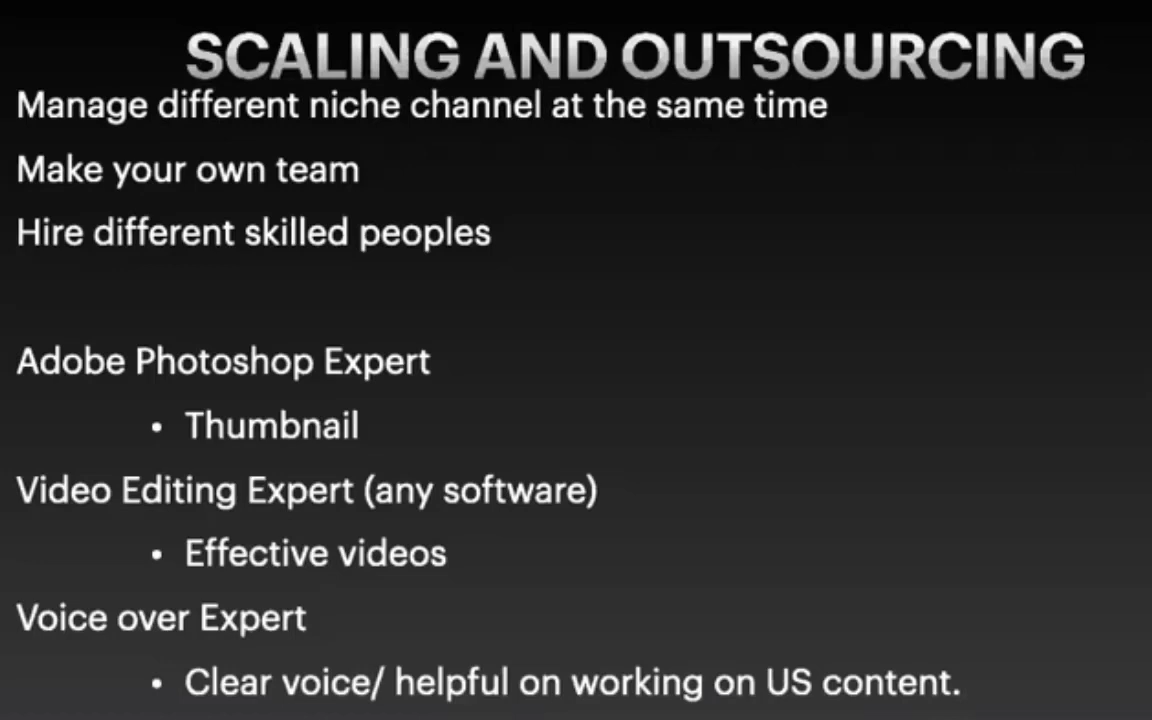 SCALING AND OUTSOURCING
Manage different niche channel at the same time
Make your own team
Hire different skilled peoples
Adobe Photoshop Expert
• Thumbnail
Video Editing Expert (any software)
• Effective videos
Voice over Expert
• Clear voice/ helpful on working on US content.